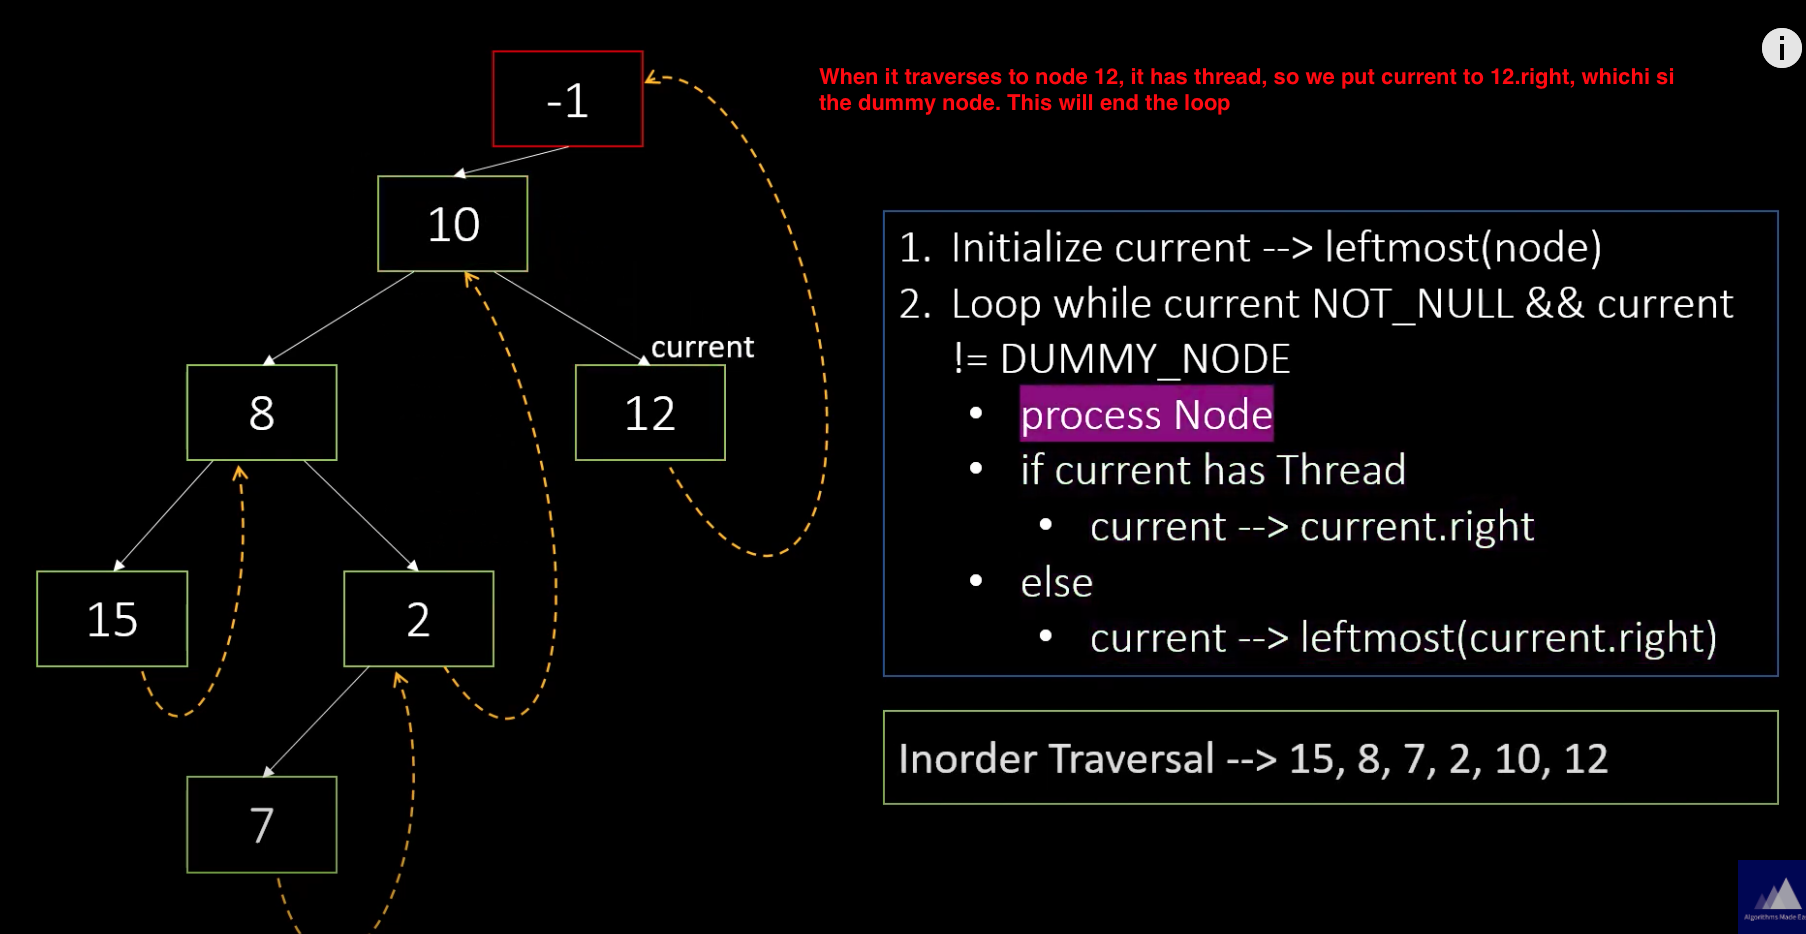 i
When it traverses to node 12, it has thread, so we put current to 12.right, whichi si
the dummy node. This will end the loop
-1
10
8
current
12
15
2
7
1. Initialize current --> leftmost(node)
2. Loop while current NOT_NULL && current
!= DUMMY_NODE
• process Node
• if current has Thread
• current --> current.right
• else
• current --> leftmost(current.right)
Inorder Traversal --> 15, 8, 7, 2, 10, 12
Algorithms Made Ea